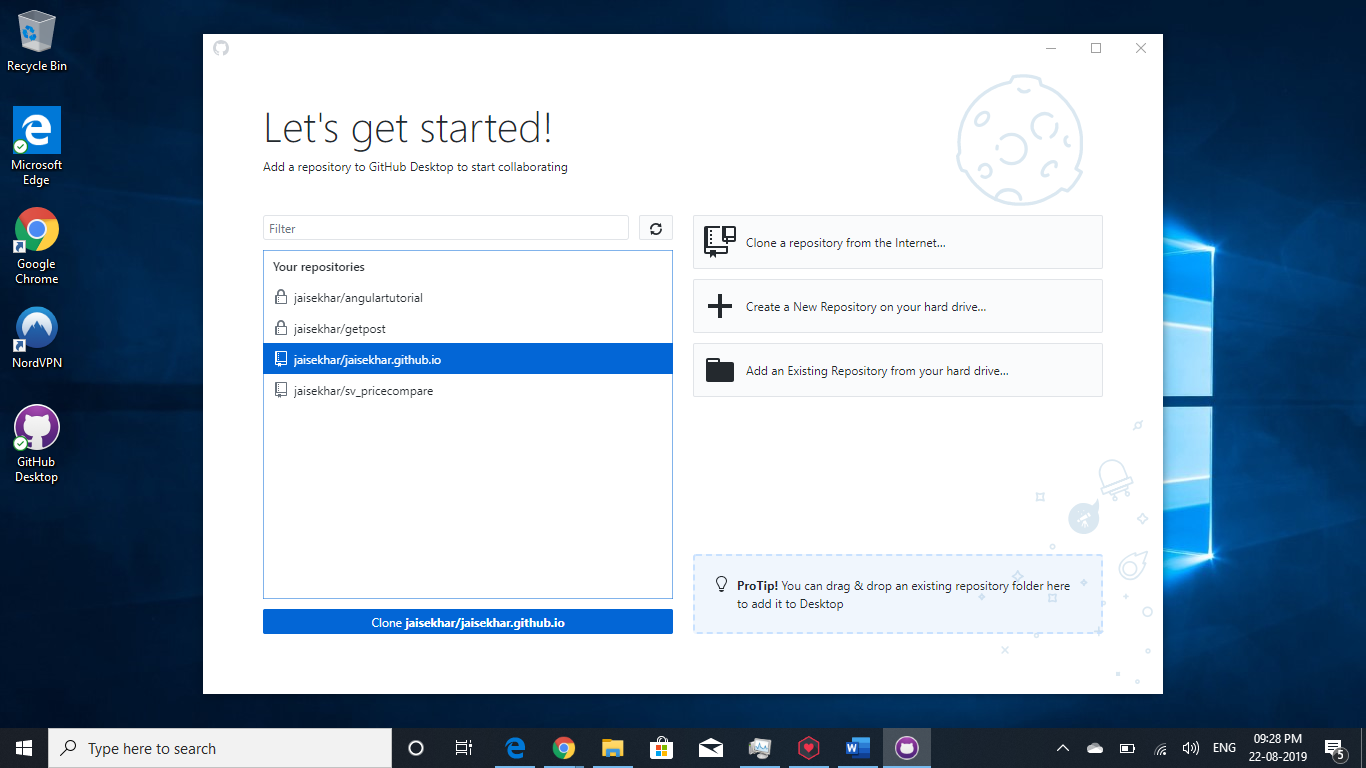 Recycle Bin
Microsoft
Edge
Google
Chrome
NordVPN
GitHub
Desktop
Let's get started!
Add a repository to GitHub Desktop to start collaborating
Filter
Your repositories
jaisekhar/angulartutorial
jaisekhar/getpost
jaisekhar/jaisekhar.github.io
jaisekhar/sv_pricecompare
Clone jaisekhar/jaisekhar.github.io
Clone a repository from the Internet...
Create a New Repository on your hard drive...
Add an Existing Repository from your hard drive...
ProTip! You can drag & drop an existing repository folder here
to add it to Desktop
Type here to search
ENG
09:28 PM
22-08-2019
5